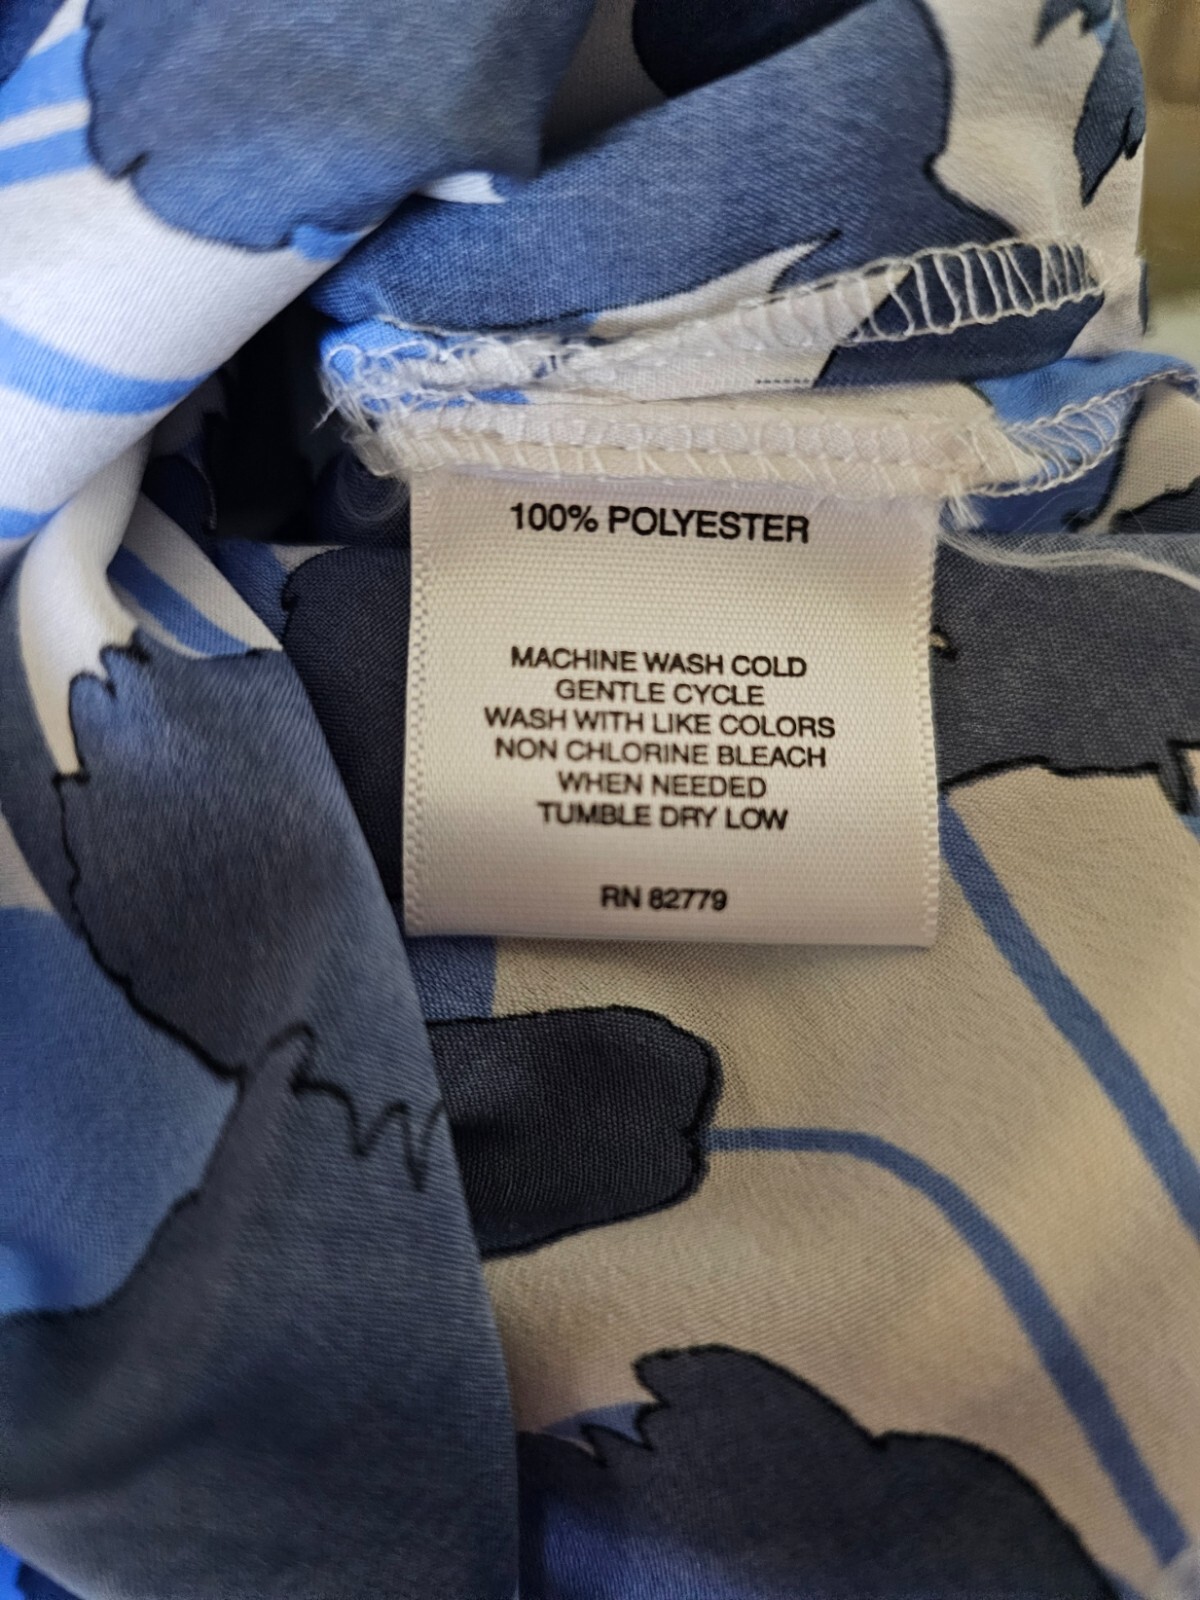 100% POLYESTER
MACHINE WASH COLD
GENTLE CYCLE
WASH WITH LIKE COLORS
NON CHLORINE BLEACH
WHEN NEEDED
TUMBLE DRY LOW
RN 82779